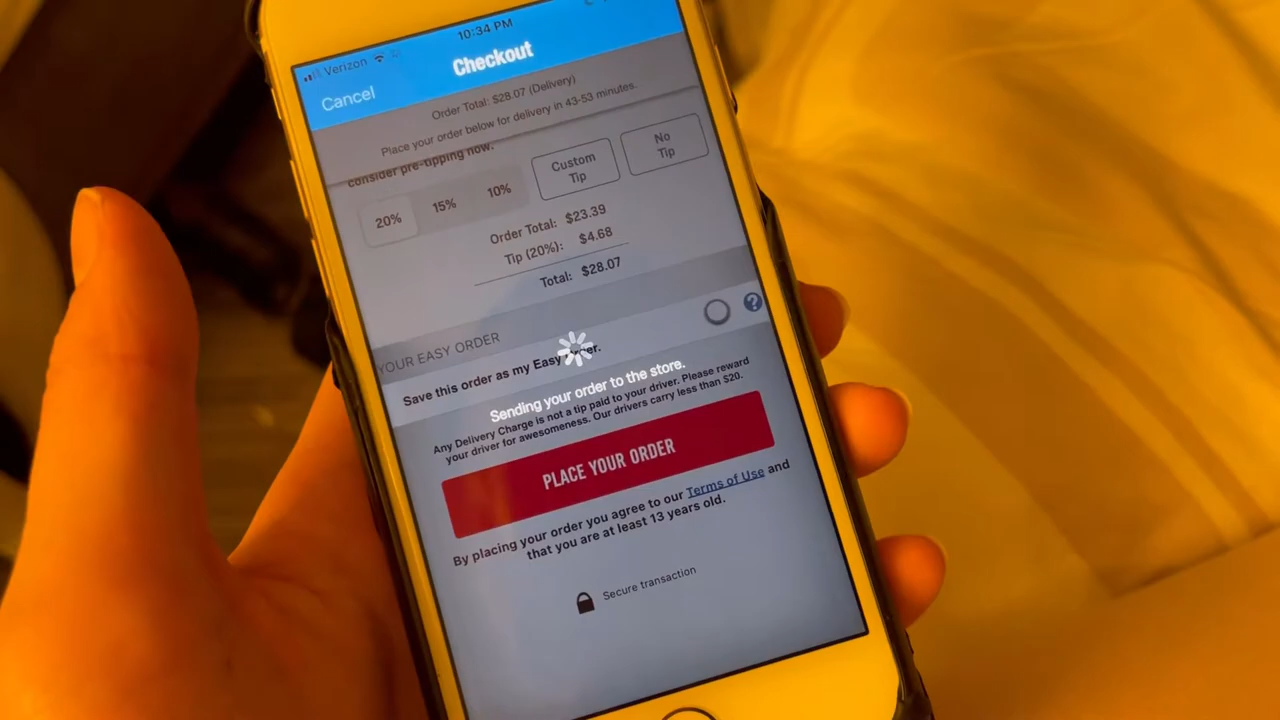 10:34 PM
Verizon
Checkout
Cancel
Order Total: $28.07 (Delivery)
Place your order below for delivery in 43-53 minutes.
consider pre-tipping now.
20% 15% 10% Custom Tip No Tip
Order Total: $23.39
Tip (20%): $4.68
Total: $28.07
YOUR EASY ORDER
Save this order as my Easy Order.
?
Sending your order to the store.
Any Delivery Charge is not a tip paid to your driver. Please reward
your driver for awesomeness. Our drivers carry less than $20.
PLACE YOUR ORDER
By placing your order you agree to our Terms of Use and
that you are at least 13 years old.
Secure transaction